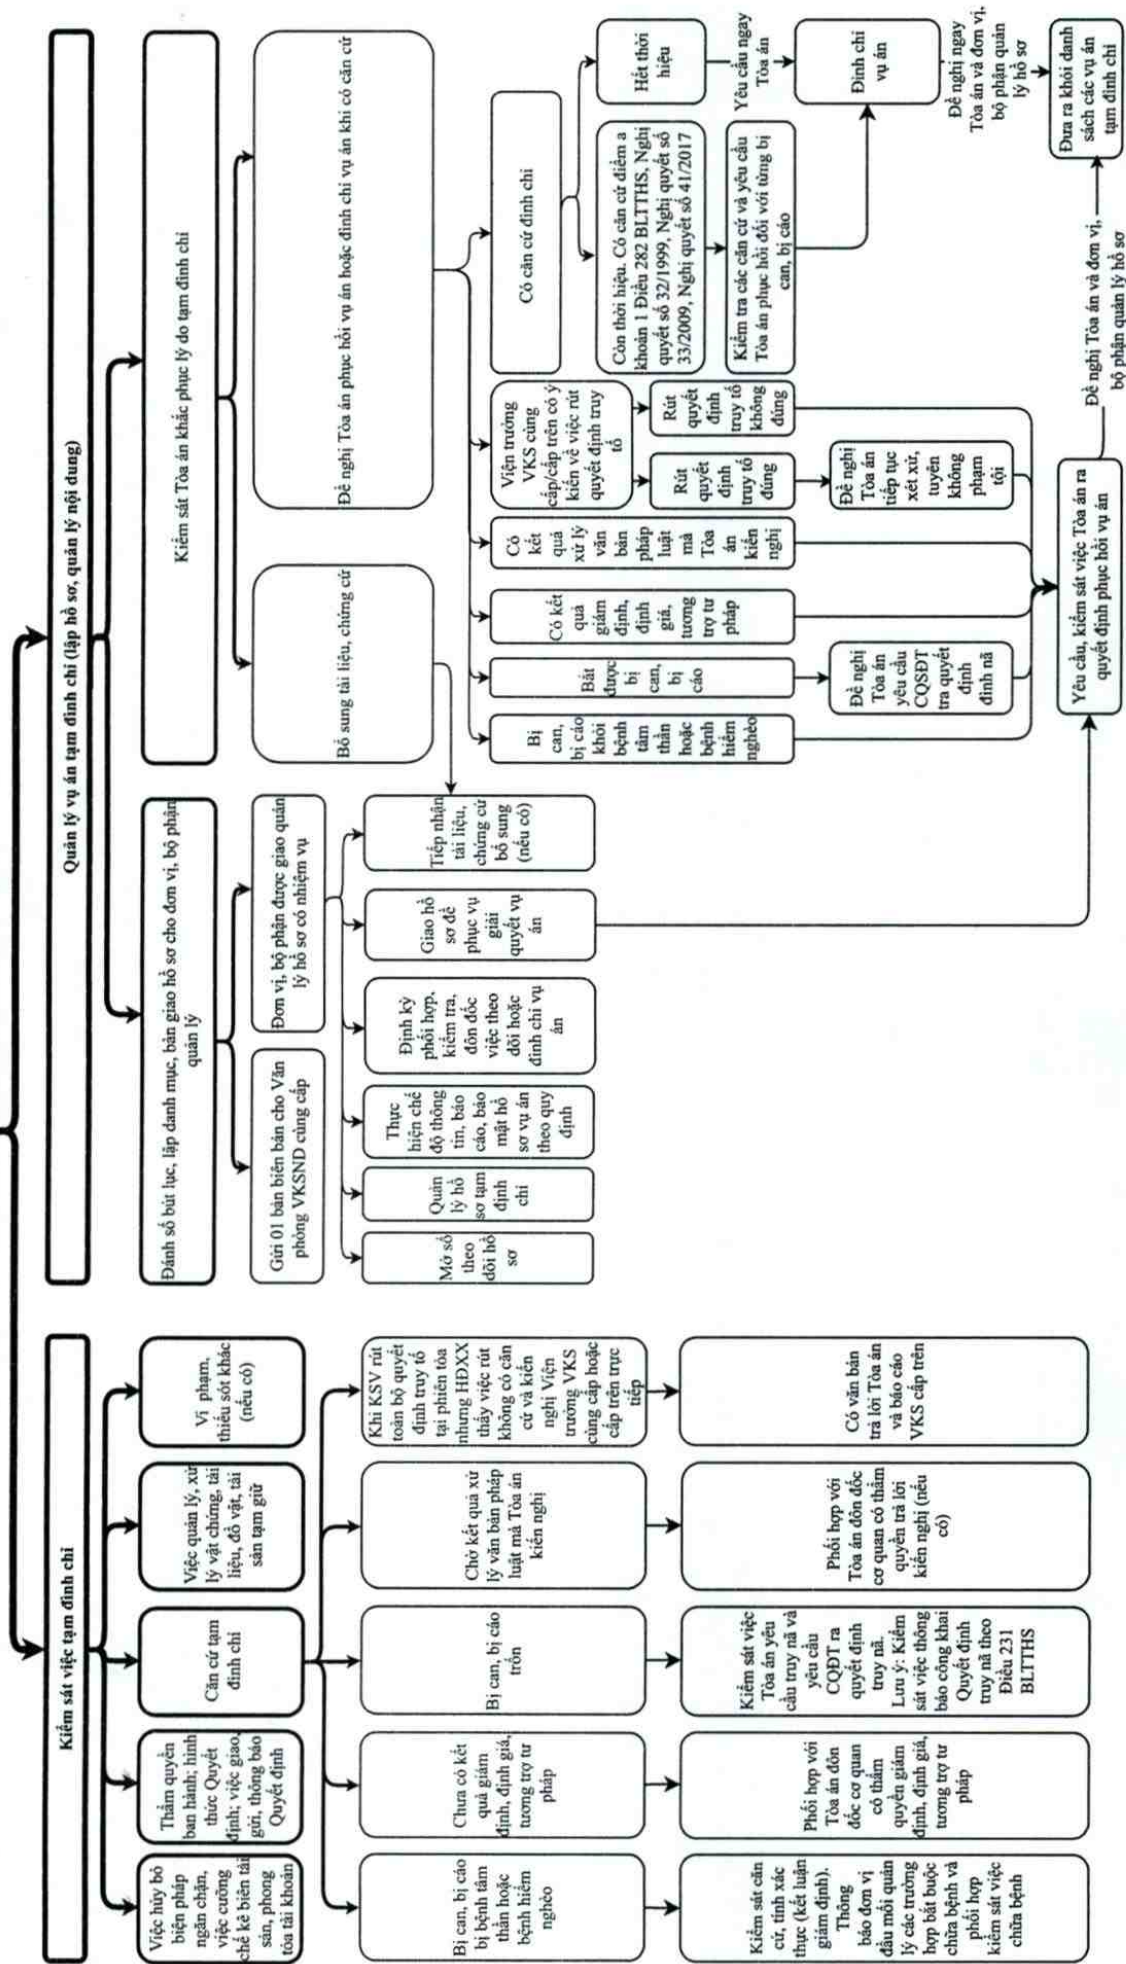 Kiểm sát việc tạm đình chỉ
Việc hủy bỏ
biện pháp
ngăn chặn,
việc cưỡng
chế kê biên tài
sản, phong
tỏa tài khoản
Thẩm quyền
ban hành; hình
thức Quyết
định; việc giao,
gửi, thông báo
Quyết định
Căn cứ tạm
đình chỉ
Việc quản lý, xử
lý vật chứng, tài
liệu, đồ vật, tài
sản tạm giữ
Vi phạm,
thiếu sót khác
(nếu có)
Bị can, bị cáo
bị bệnh tâm
thần hoặc
bệnh hiểm
nghèo
Chưa có kết
quả giám
định, định giá,
tương trợ tư
pháp
Bị can, bị cáo
trốn
Chờ kết quả xử
lý văn bản pháp
luật mà Tòa án
kiến nghị
Khi KSV rút
toàn bộ quyết
định truy tố
tại phiên tòa
nhưng HĐXX
thấy việc rút
không có căn
cứ và kiến
nghị Viện
trưởng VKS
cùng cấp hoặc
cấp trên trực
tiếp
Kiểm sát căn
cứ, tính xác
thực (kết luận
giám định).
Thông
báo đơn vị
đầu mối quản
lý các trường
hợp bắt buộc
chữa bệnh và
phối hợp
kiểm sát việc
chữa bệnh
Phối hợp với
Tòa án đôn
đốc cơ quan
có thẩm
quyền giám
định, định giá,
tương trợ tư
pháp
Kiểm sát việc
Tòa án yêu
cầu truy nã và
yêu cầu
CQĐT ra
quyết định
truy nã.
Lưu ý: Kiểm
sát việc thông
báo công khai
Quyết định
truy nã theo
Điều 231
BLTTHS
Phối hợp với
Tòa án đôn đốc
cơ quan có thẩm
quyền trả lời
kiến nghị (nếu
có)
Có văn bản
trả lời Tòa án
và báo cáo
VKS cấp trên
Quản lý vụ án tạm đình chỉ (lập hồ sơ, quản lý nội dung)
Đánh số bút lục, lập danh mục, bàn giao hồ sơ cho đơn vị, bộ phận
quản lý
Gửi 01 bản biên bản cho Văn
phòng VKSND cùng cấp
Đơn vị, bộ phận được giao quản
lý hồ sơ có nhiệm vụ
Mở sổ
theo
dõi hồ
sơ
Quản
lý hồ
sơ tạm
đình
chỉ
Thực
hiện chế
độ thông
tin, báo
cáo, bảo
mật hồ
sơ vụ án
theo quy
định
Định kỳ
phối hợp,
kiểm tra,
đôn đốc
việc theo
dõi hoặc
đình chỉ vụ
án
Giao hồ
sơ để
phục vụ
giải
quyết vụ
án
Tiếp nhận
tài liệu,
chứng cứ
bổ sung
(nếu có)
Kiểm sát Tòa án khắc phục lý do tạm đình chỉ
Bổ sung tài liệu, chứng cứ
Đề nghị Tòa án phục hồi vụ án hoặc đình chỉ vụ án khi có căn cứ
Bị
can,
bị cáo
khỏi
bệnh
tâm
thần
hoặc
bệnh
hiểm
nghèo
Bắt
được
bị
can, bị
cáo
Có kết
quả
giám
định, định
giá,
tương
trợ tư
pháp
Có
kết
quả
xử lý
văn
bản
pháp
luật
mà
Tòa
án
kiến
nghị
Viện trưởng
VKS cùng
cấp/cấp trên có ý
kiến về việc rút
quyết định truy
tố
Có căn cứ đình chỉ
Rút
quyết
định
truy tố
đúng
Rút
quyết
định
truy tố
không
đúng
Còn thời hiệu. Có căn cứ điểm a
khoản 1 Điều 282 BLTTHS, Nghị
quyết số 32/1999, Nghị quyết số
33/2009, Nghị quyết số 41/2017
Hết thời
hiệu
Đề nghị
Tòa án
yêu cầu
CQSĐT
tra quyết
định
đình nã
Đề nghị
Tòa án
tiếp tục
xét xử,
tuyên
không
phạm
tội
Kiểm tra các căn cứ và yêu cầu
Tòa án phục hồi đối với từng bị
can, bị cáo
Yêu cầu ngay
Tòa án
Đình chỉ
vụ án
Đề nghị ngay
Tòa án và đơn vị,
bộ phận quản
lý hồ sơ
Yêu cầu, kiểm sát việc Tòa án ra
quyết định phục hồi vụ án
Đề nghị Tòa án và đơn vị,
bộ phận quản lý hồ sơ
Đưa ra khỏi danh
sách các vụ án
tạm đình chỉ